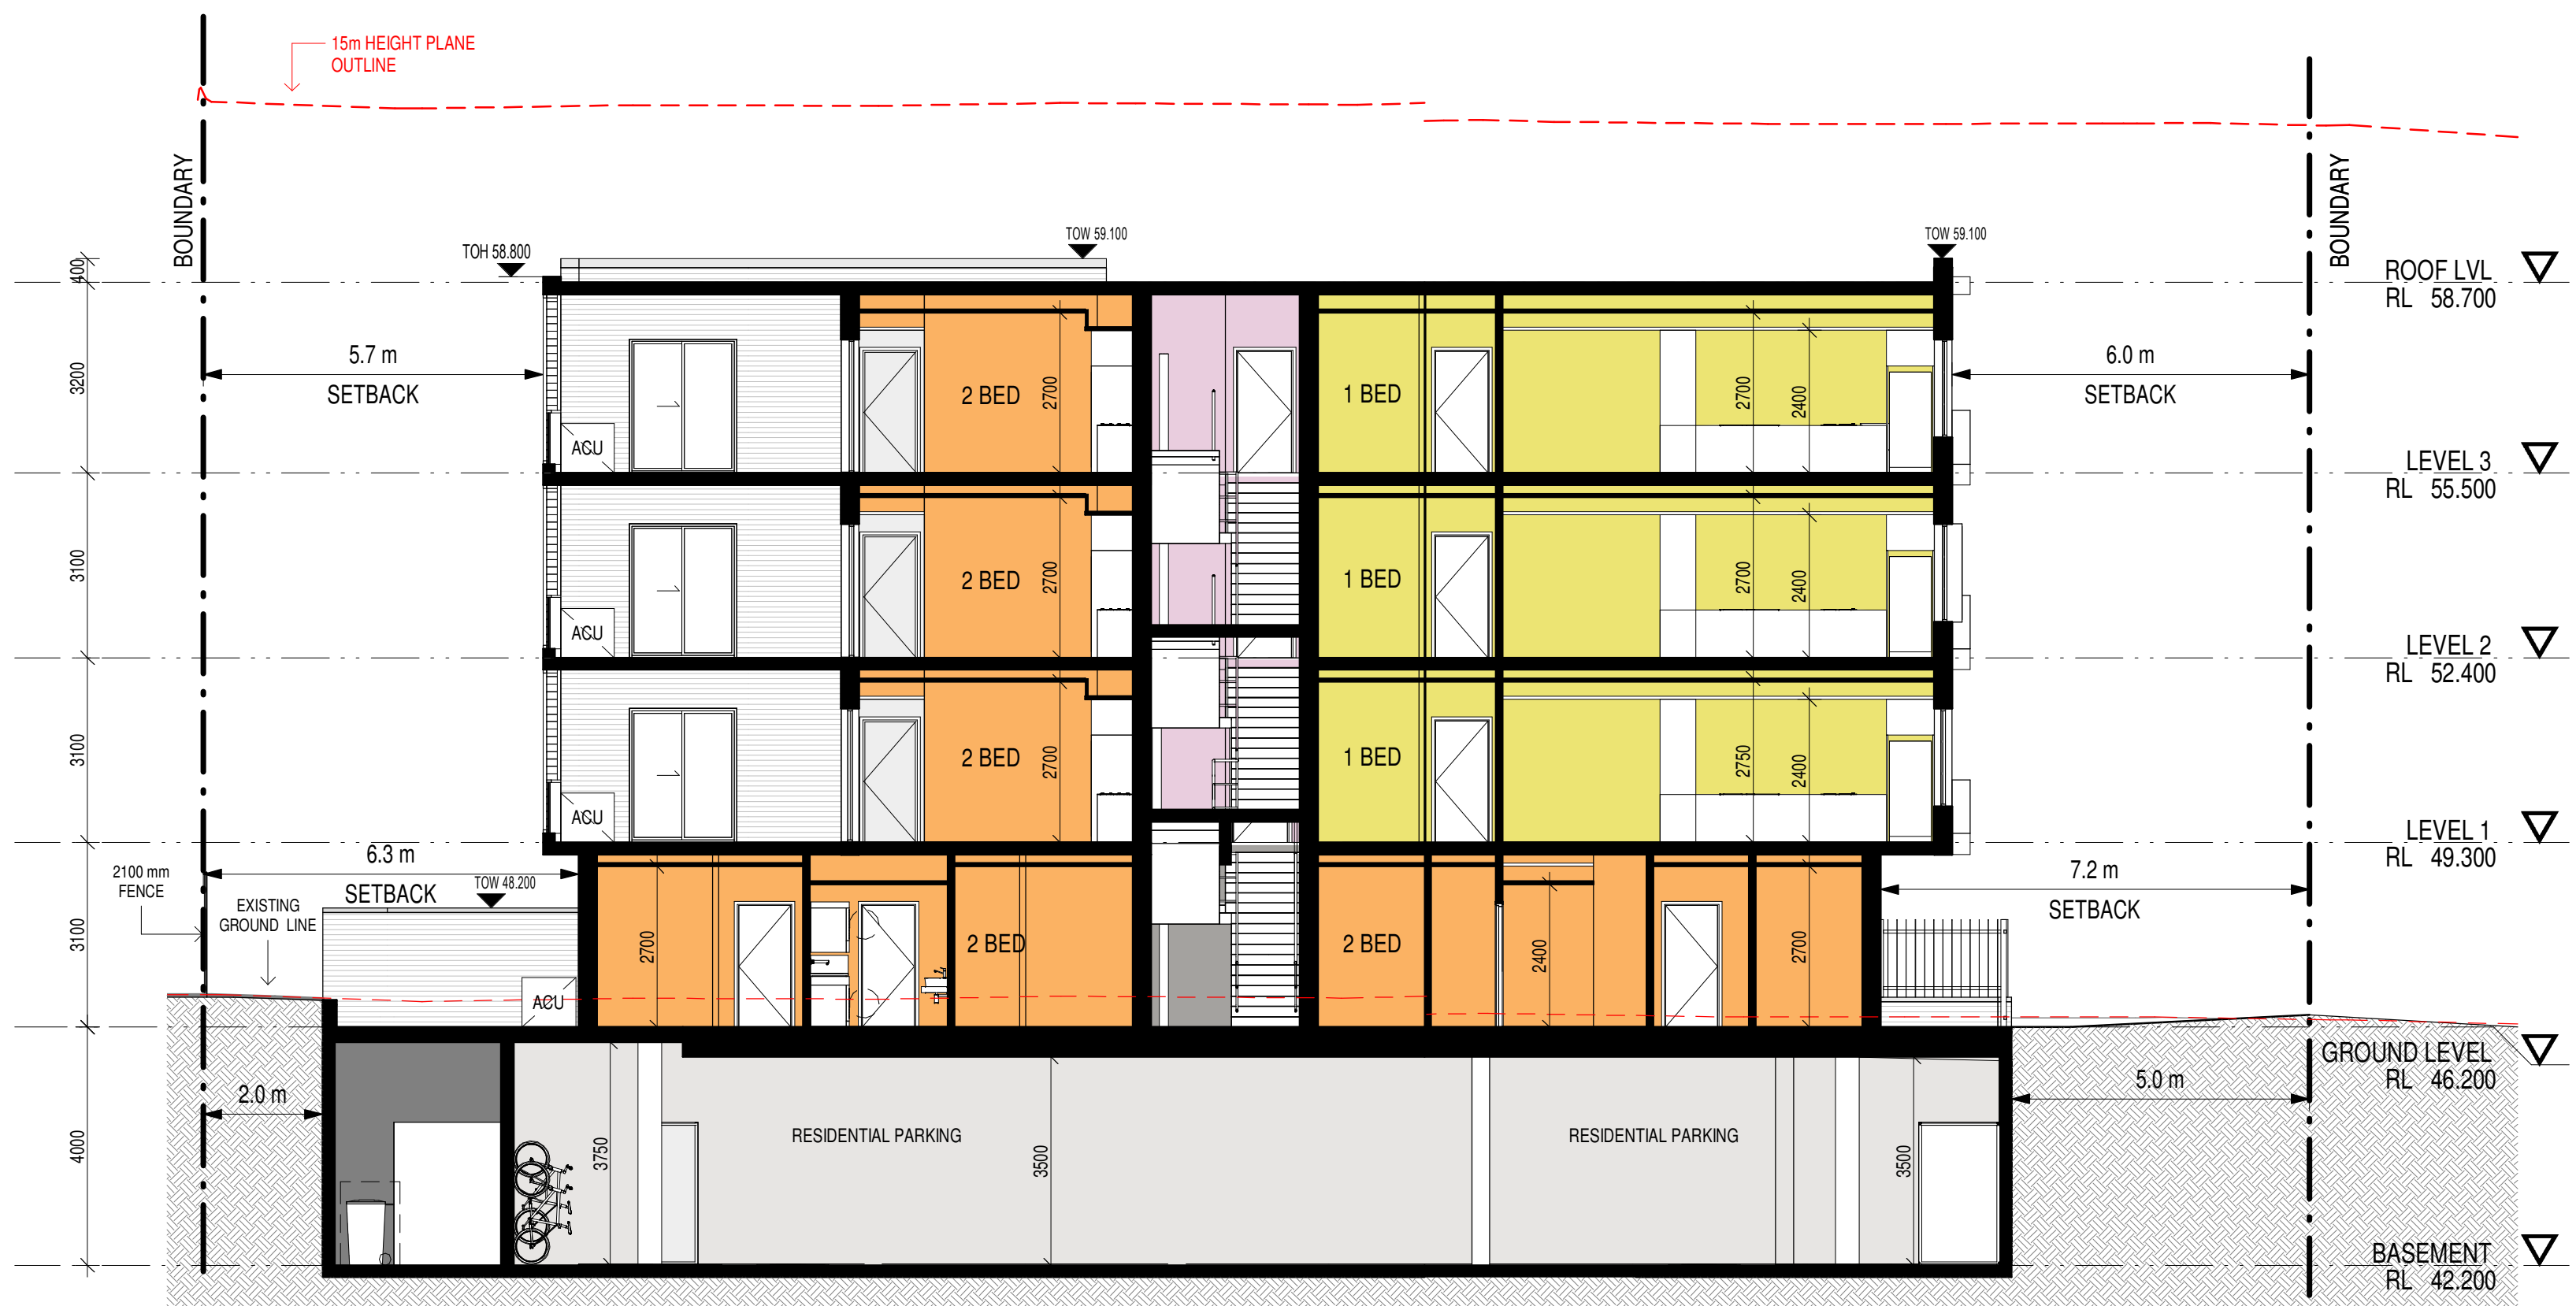 15m HEIGHT PLANE
OUTLINE
BOUNDARY
BOUNDARY
TOH 58.800
TOW 59.100
TOW 59.100
400
ROOF LVL
RL 58.700
3200
5.7 m
SETBACK
ACU
2 BED
2700
1 BED
2700
2400
6.0 m
SETBACK
LEVEL 3
RL 55.500
3100
ACU
2 BED
2700
1 BED
2700
2400
LEVEL 2
RL 52.400
3100
ACU
2 BED
2700
1 BED
2750
2400
LEVEL 1
RL 49.300
2100 mm
FENCE
6.3 m
SETBACK
TOW 48.200
EXISTING
GROUND LINE
3100
ACU
2700
2 BED
2 BED
2400
2700
7.2 m
SETBACK
GROUND LEVEL
RL 46.200
2.0 m
4000
3750
RESIDENTIAL PARKING
3500
RESIDENTIAL PARKING
3500
5.0 m
BASEMENT
RL 42.200